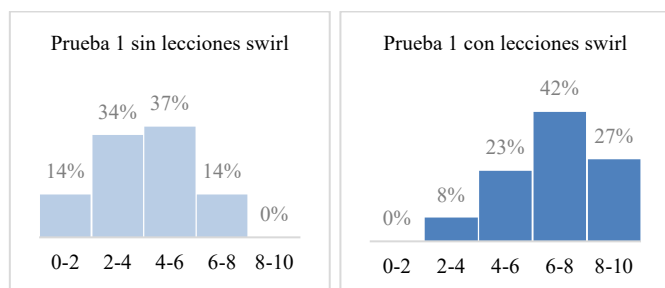 Prueba 1 sin lecciones swirl
37%
34%
14%
14%
0%
0-2 2-4 4-6 6-8 8-10
Prueba 1 con lecciones swirl
42%
27%
23%
8%
0%
0-2 2-4 4-6 6-8 8-10